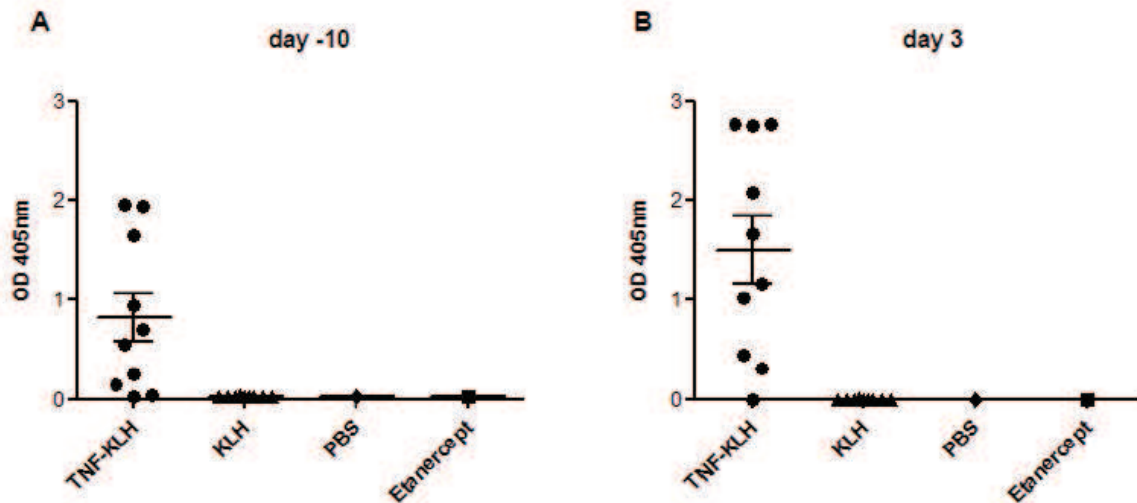 A
day -10
OD 405nm
3
2
1
0
TNF-KLH
KLH
PBS
Etanercept
B
day 3
OD 405nm
3
2
1
0
TNF-KLH
KLH
PBS
Etanercept